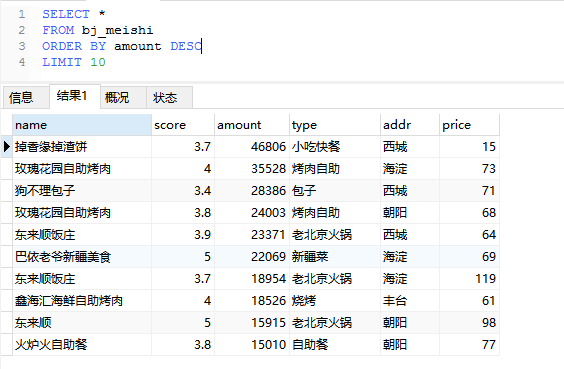 1 SELECT *
2 FROM bj_meishi
3 ORDER BY amount DESC
4 LIMIT 10
信息 结果1 概况 状态
name score amount type addr price
掉香缘掉渣饼 3.7 46806 小吃快餐 西城 15
玫瑰花园自助烤肉 4 35528 烤肉自助 海淀 73
狗不理包子 3.4 28386 包子 西城 71
玫瑰花园自助烤肉 3.8 24003 烤肉自助 朝阳 68
东来顺饭庄 3.9 23371 老北京火锅 西城 64
巴依老爷新疆美食 5 22069 新疆菜 海淀 69
东来顺饭庄 3.7 18954 老北京火锅 海淀 119
鑫海汇海鲜自助烤肉 4 18526 烧烤 丰台 61
东来顺 5 15915 老北京火锅 朝阳 98
火炉火自助餐 3.8 15010 自助餐 朝阳 77